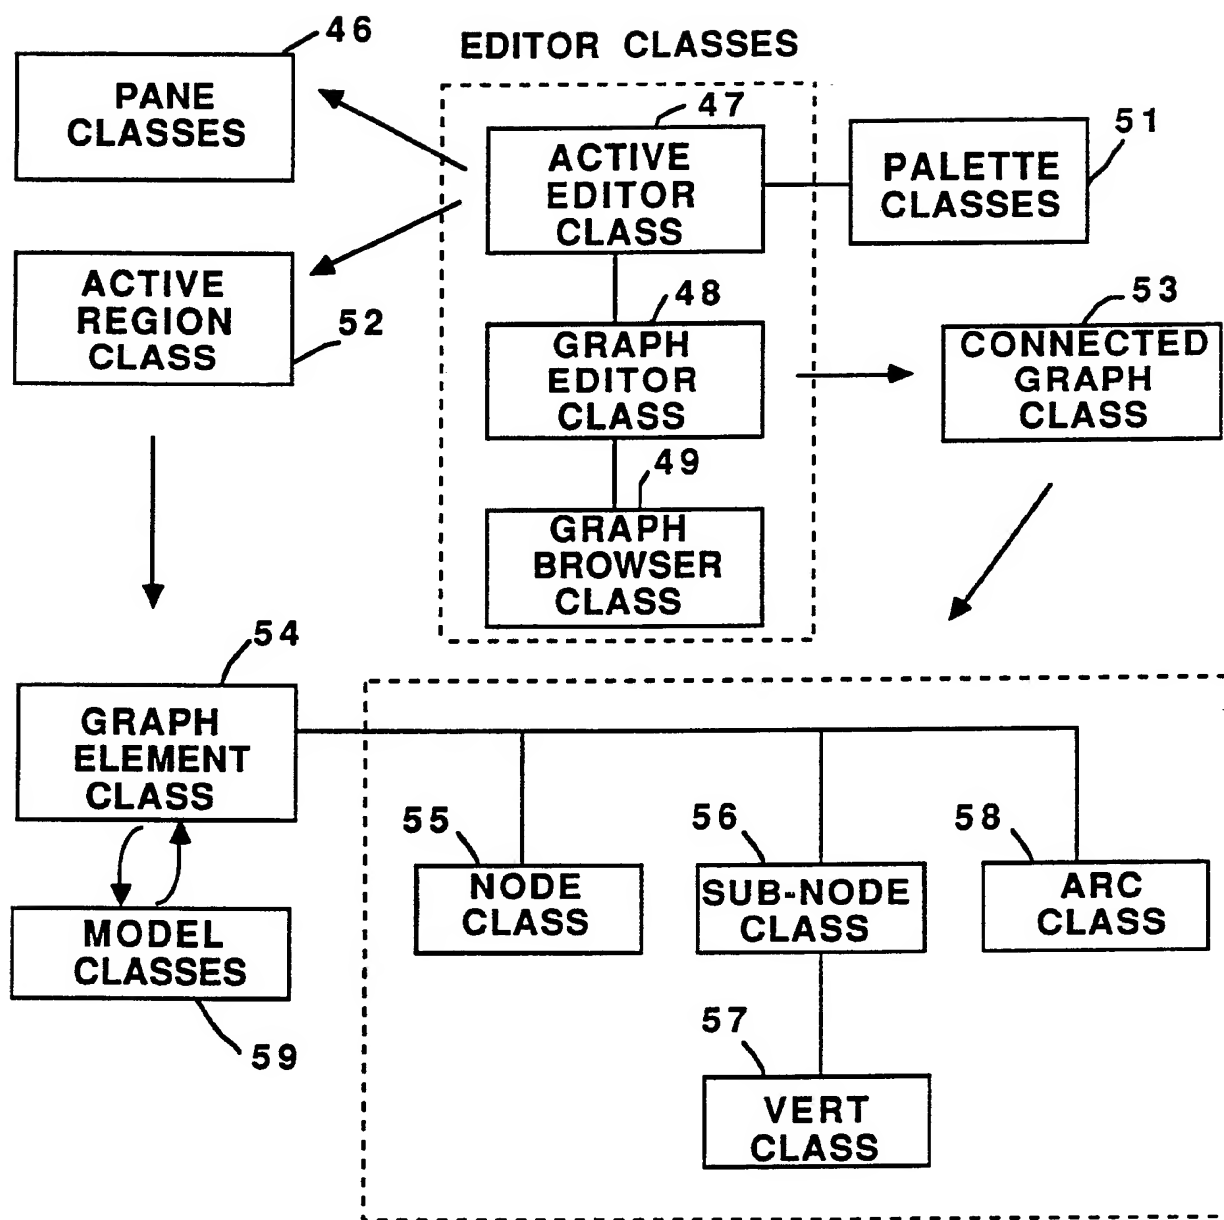 46
EDITOR CLASSES
PANE
CLASSES
47
ACTIVE
EDITOR
CLASS
51
PALETTE
CLASSES
ACTIVE
REGION
CLASS
52
48
GRAPH
EDITOR
CLASS
53
CONNECTED
GRAPH
CLASS
49
GRAPH
BROWSER
CLASS
54
GRAPH
ELEMENT
CLASS
55
NODE
CLASS
56
SUB-NODE
CLASS
58
ARC
CLASS
MODEL
CLASSES
59
57
VERT
CLASS